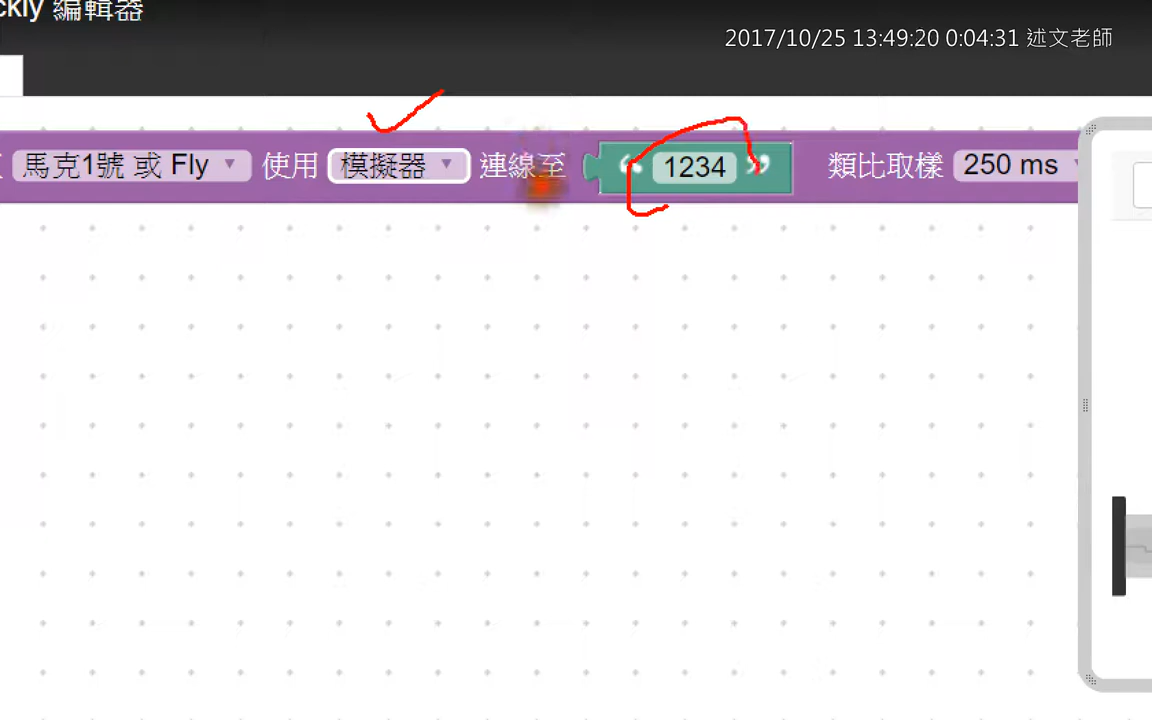 ckly 編輯器
2017/10/25 13:49:20 0:04:31 述文老師
馬克1號 或 Fly 使用 模擬器 連線至 “ 1234 ” 類比取樣 250 ms